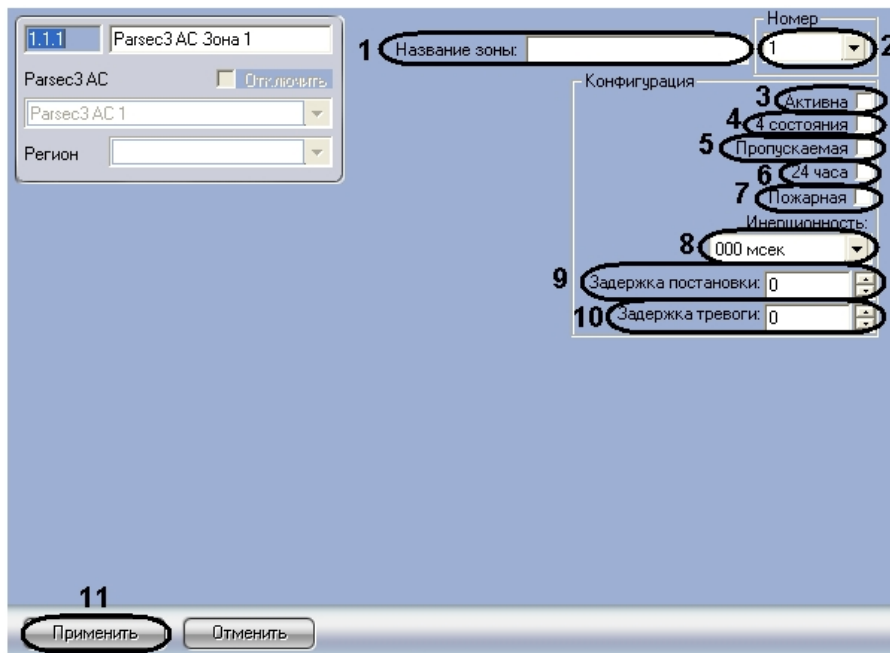 1.1.1 Parsec3 AC Зона 1
Parsec3 AC Отключить
Parsec3 AC 1
Регион
1 Название зоны:
Номер
1 2
Конфигурация
3 Активна
4 4 состояния
5 Пропускаемая
6 24 часа
7 Пожарная
Инерционность:
8 000 мсек
9 Задержка постановки: 0
10 Задержка тревоги: 0
11
Применить Отменить